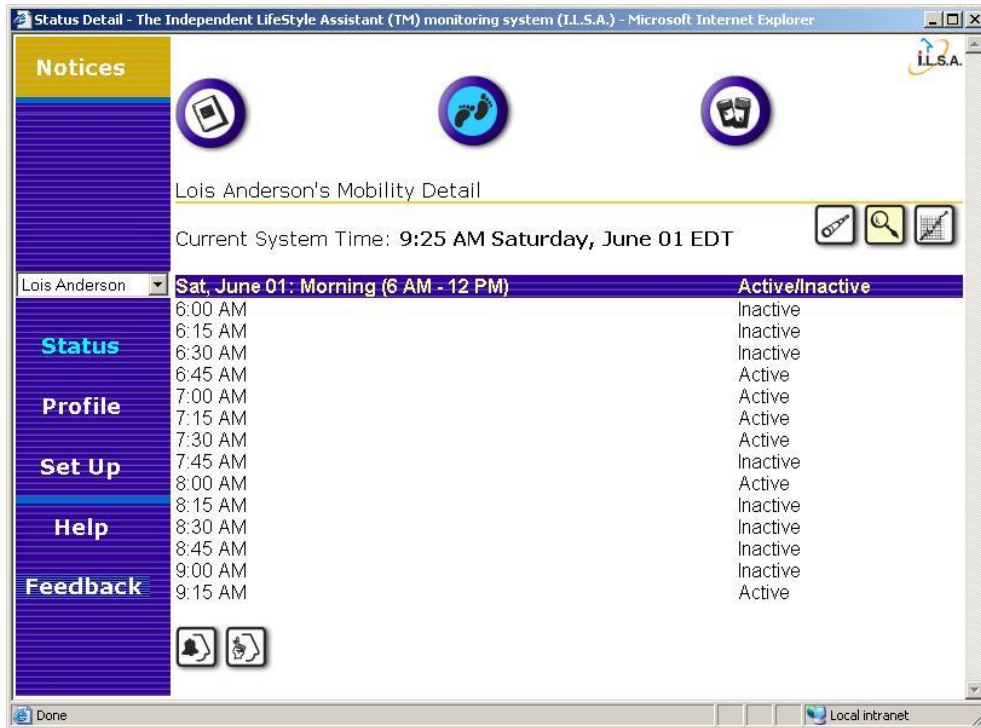 Status Detail - The Independent LifeStyle Assistant (TM) monitoring system (I.L.S.A.) - Microsoft Internet Explorer
Notices
i.L.S.A.
Lois Anderson's Mobility Detail
Current System Time: 9:25 AM Saturday, June 01 EDT
Lois Anderson
Sat, June 01: Morning (6 AM - 12 PM) Active/Inactive
6:00 AM Inactive
6:15 AM Inactive
6:30 AM Inactive
6:45 AM Active
7:00 AM Active
7:15 AM Active
7:30 AM Active
7:45 AM Inactive
8:00 AM Active
8:15 AM Inactive
8:30 AM Inactive
8:45 AM Inactive
9:00 AM Inactive
9:15 AM Active
Status
Profile
Set Up
Help
Feedback
Done
Local intranet